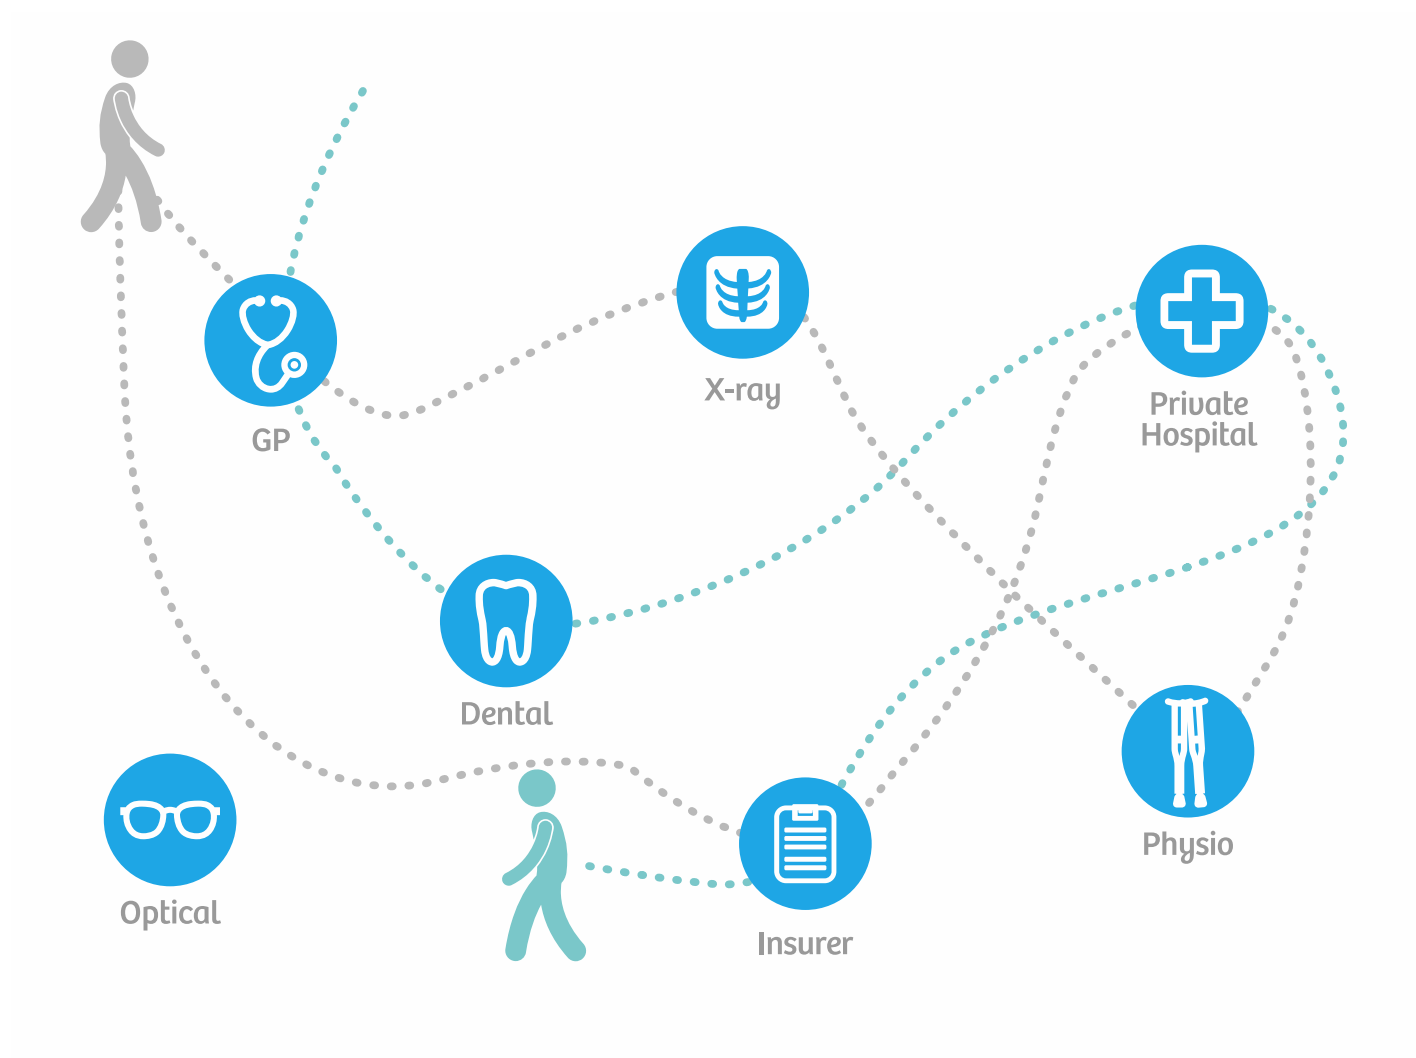 GP
X-ray
Private
Hospital
Dental
Optical
Insurer
Physio